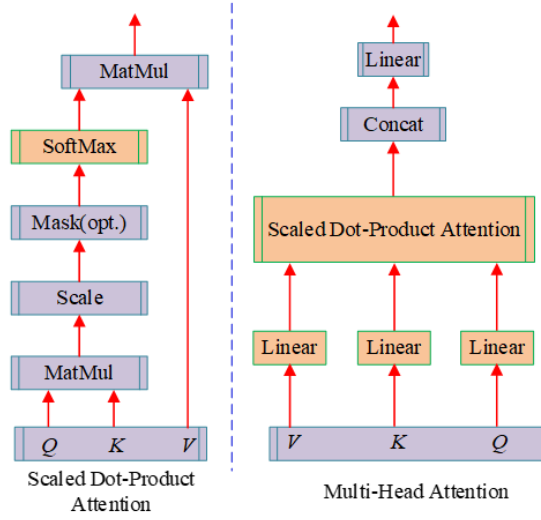 MatMul
SoftMax
Mask(opt.)
Scale
MatMul
Q K V
Scaled Dot-Product
Attention
Linear
Concat
Scaled Dot-Product Attention
Linear Linear Linear
V K Q
Multi-Head Attention